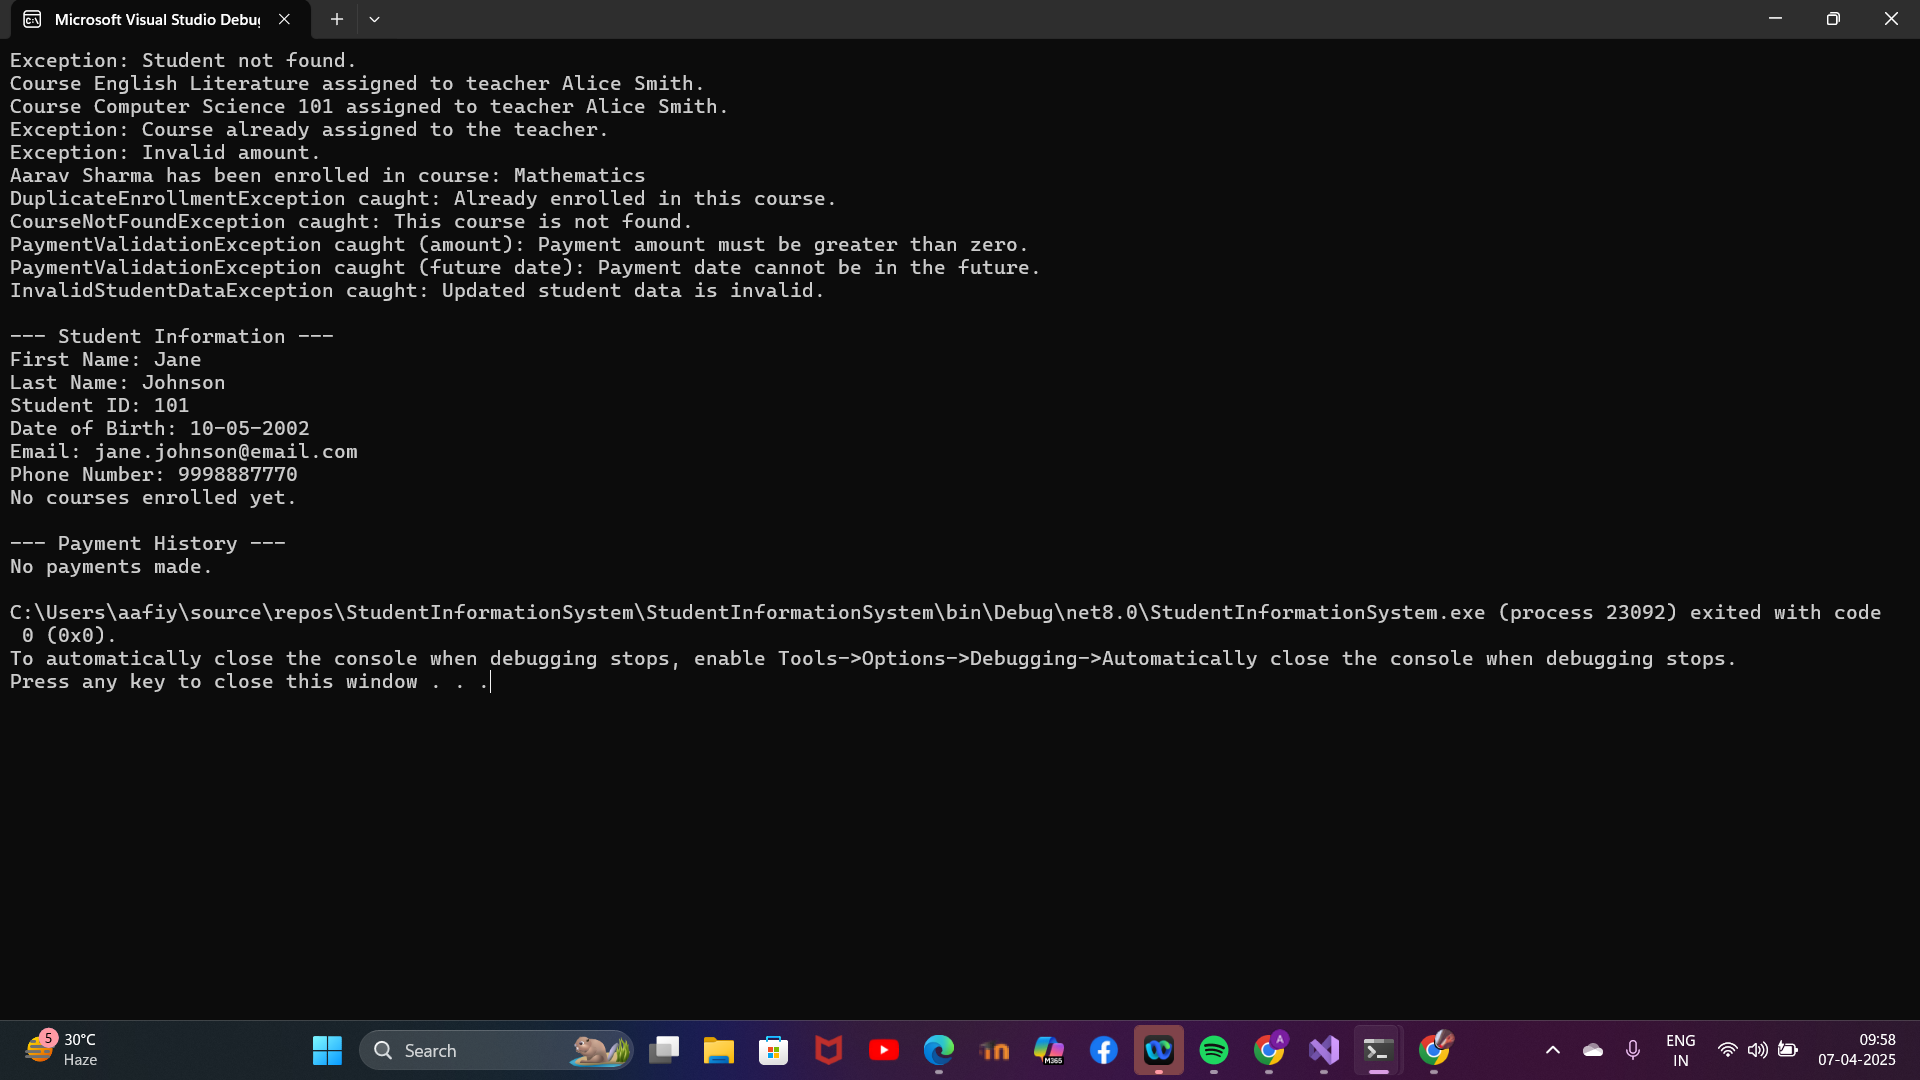 Microsoft Visual Studio Debug
Exception: Student not found.
Course English Literature assigned to teacher Alice Smith.
Course Computer Science 101 assigned to teacher Alice Smith.
Exception: Course already assigned to the teacher.
Exception: Invalid amount.
Aarav Sharma has been enrolled in course: Mathematics
DuplicateEnrollmentException caught: Already enrolled in this course.
CourseNotFoundException caught: This course is not found.
PaymentValidationException caught (amount): Payment amount must be greater than zero.
PaymentValidationException caught (future date): Payment date cannot be in the future.
InvalidStudentDataException caught: Updated student data is invalid.
--- Student Information ---
First Name: Jane
Last Name: Johnson
Student ID: 101
Date of Birth: 10-05-2002
Email: jane.johnson@email.com
Phone Number: 9998887770
No courses enrolled yet.
--- Payment History ---
No payments made.
C:\Users\aafiy\source\repos\StudentInformationSystem\StudentInformationSystem\bin\Debug\net8.0\StudentInformationSystem.exe (process 23092) exited with code
0 (0x0).
To automatically close the console when debugging stops, enable Tools->Options->Debugging->Automatically close the console when debugging stops.
Press any key to close this window . . .
5
30°C
Haze
Search
M365
A
ENG
IN
09:58
07-04-2025